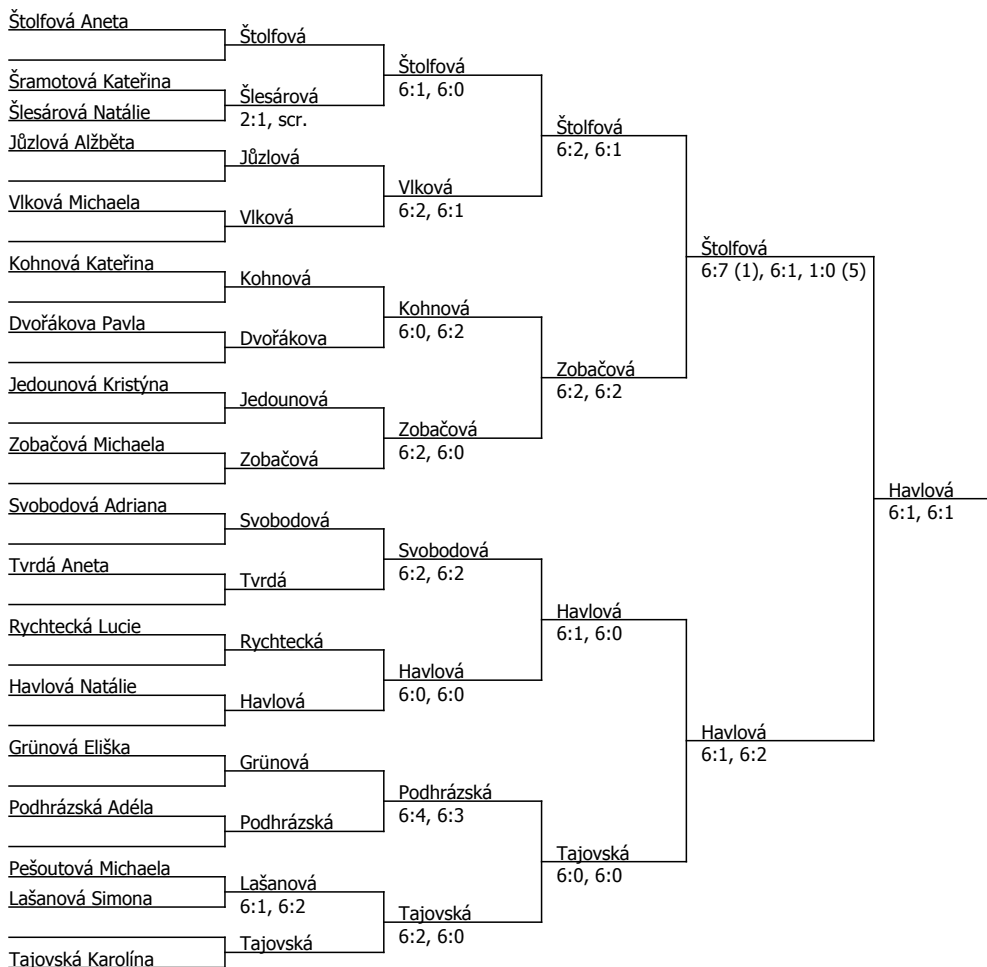 Štolfová Aneta
Šramotová Kateřina
Šlesárová Natálie
Jůzlová Alžběta
Vlková Michaela
Kohnová Kateřina
Dvořákova Pavla
Jedounová Kristýna
Zobačová Michaela
Svobodová Adriana
Tvrdá Aneta
Rychtecká Lucie
Havlová Natálie
Grünová Eliška
Podhrázská Adéla
Pešoutová Michaela
Lašanová Simona
Tajovská Karolína
Štolfová
Šlesárová
2:1, scr.
Jůzlová
Vlková
Kohnová
Dvořákova
Jedounová
Zobačová
Svobodová
Tvrdá
Rychtecká
Havlová
Grünová
Podhrázská
Lašanová
6:1, 6:2
Tajovská
Štolfová
6:1, 6:0
Vlková
6:2, 6:1
Kohnová
6:0, 6:2
Zobačová
6:2, 6:0
Svobodová
6:2, 6:2
Havlová
6:0, 6:0
Podhrázská
6:4, 6:3
Tajovská
6:2, 6:0
Štolfová
6:2, 6:1
Zobačová
6:2, 6:2
Havlová
6:1, 6:0
Tajovská
6:0, 6:0
Štolfová
6:7 (1), 6:1, 1:0 (5)
Havlová
6:1, 6:2
Havlová
6:1, 6:1